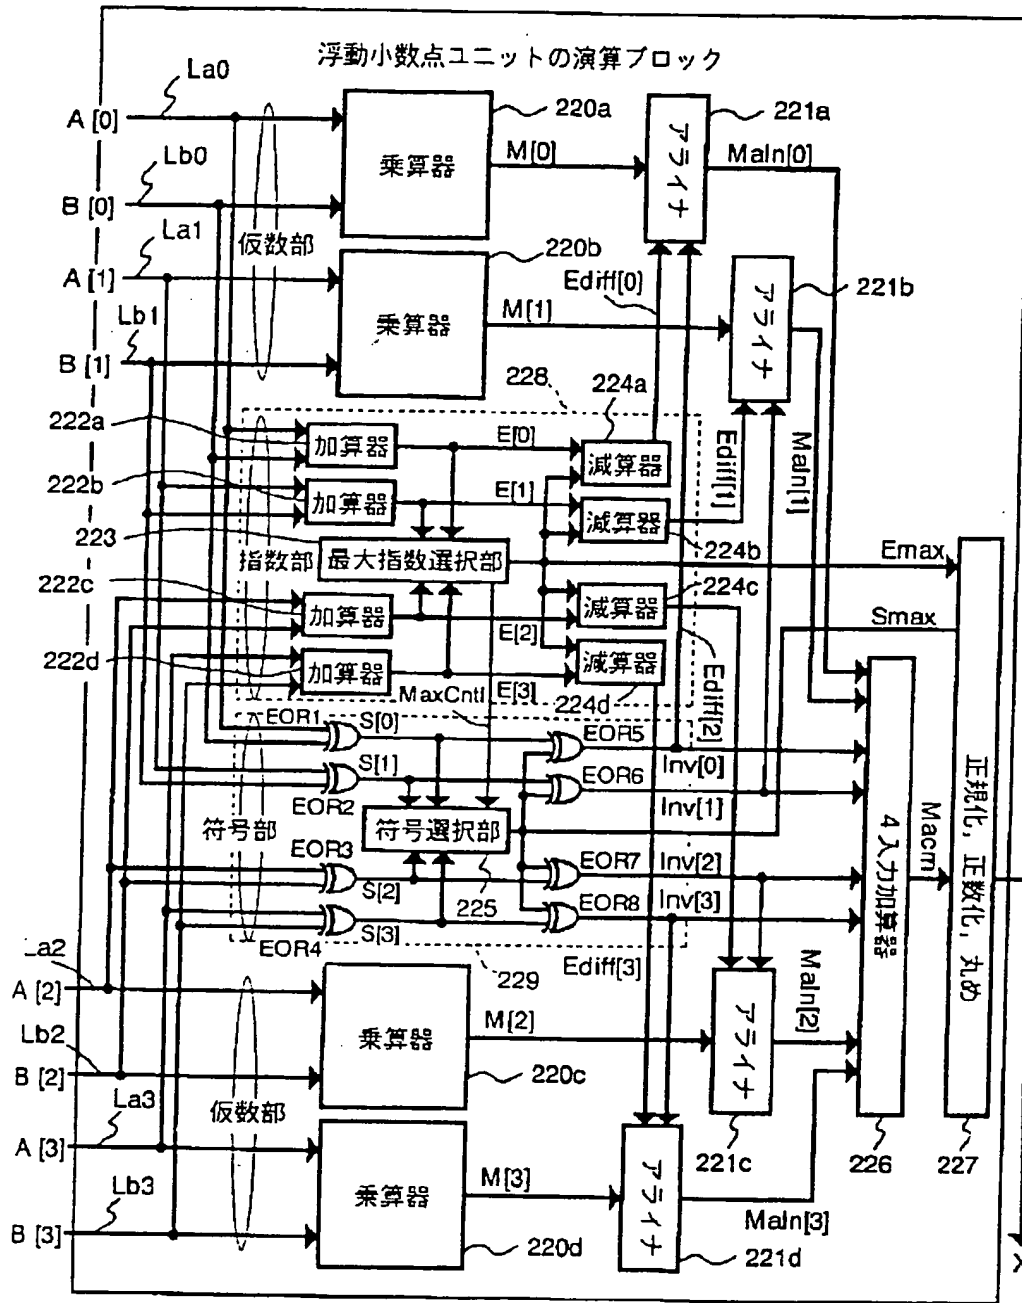 浮動小数点ユニットの演算ブロック
La0
A [0]
220a
221a
乗算器
M[0]
アライナ
Maln[0]
Lb0
B [0]
仮数部
La1
A [1]
220b
Ediff[0]
221b
乗算器
M[1]
アライナ
Lb1
B [1]
228
224a
222a
加算器
E[0]
減算器
Ediff[1]
Maln[1]
222b
加算器
E[1]
減算器
223
224b
指数部
最大指数選択部
Emax
222c
224c
加算器
E[2]
減算器
Smax
222d
加算器
E[3]
減算器
224d
Ediff[2]
MaxCntl
EOR1
S[0]
EOR5
Inv[0]
S[1]
EOR6
EOR2
Inv[1]
符号部
符号選択部
EOR3
EOR7
Inv[2]
S[2]
225
EOR8
Inv[3]
S[3]
EOR4
229
Ediff[3]
4入力加算器
Macm
正規化，正数化，丸め
La2
A [2]
乗算器
M[2]
アライナ
Maln[2]
Lb2
B [2]
220c
仮数部
La3
A [3]
221c
226
227
乗算器
M[3]
アライナ
Maln[3]
Lb3
B [3]
220d
221d
X